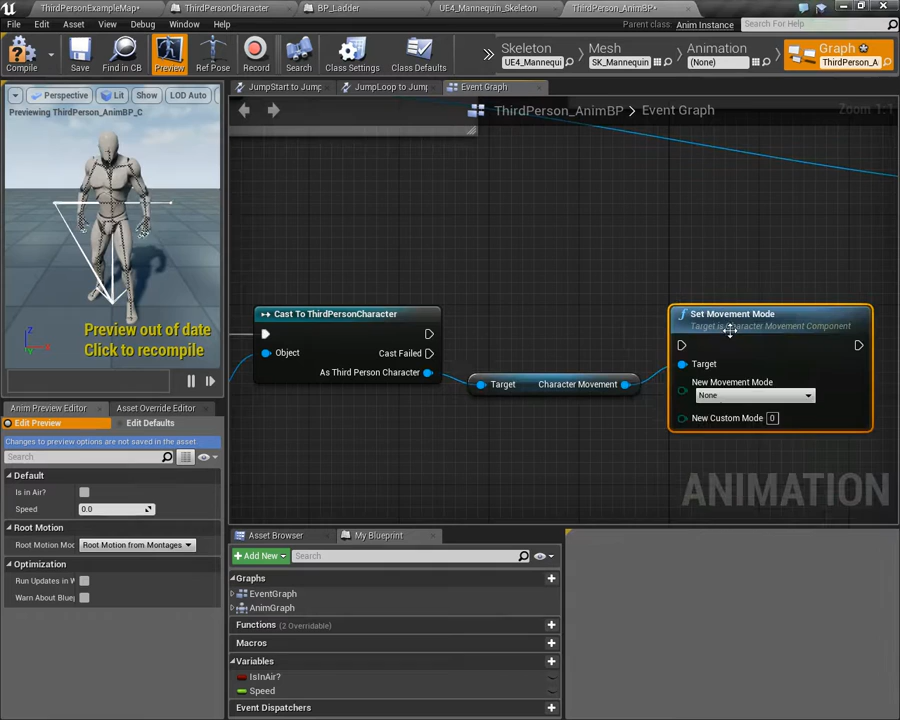 ThirdPersonExampleMap•
ThirdPersonCharacter
BP_Ladder
UE4_Mannequin_Skeleton
ThirdPerson_AnimBP•
File Edit Asset View Debug Window Help
Parent class: Anim Instance
Search For Help
Compile Save Find in CB Preview Ref Pose Record Search Class Settings Class Defaults
Skeleton
UE4_Mannequ
Mesh
SK_Mannequ
Animation
(None)
Graph
ThirdPerson_A
JumpStart to Jump
JumpLoop to Jump
Event Graph
Perspective Lit Show LOD Auto
Previewing ThirdPerson_AnimBP_C
ThirdPerson_AnimBP > Event Graph
Zoom 1:1
Preview out of date
Click to recompile
Z
Y
X
Cast To ThirdPersonCharacter
Object
Cast Failed
As Third Person Character
Target Character Movement
Set Movement Mode
Target is Character Movement Component
Target
New Movement Mode
None
New Custom Mode 0
ANIMATION
Anim Preview Editor
Asset Override Editor
Edit Preview
Edit Defaults
Changes to preview options are not saved in the asset
Search
Default
Is in Air?
Speed 0.0
Root Motion
Root Motion Mod Root Motion from Montages
Optimization
Run Updates in W
Warn About Bluep
Asset Browser
My Blueprint
+Add New
Search
Graphs
EventGraph
AnimGraph
Functions (2 Overridable)
Macros
Variables
IsInAir?
Speed
Event Dispatchers